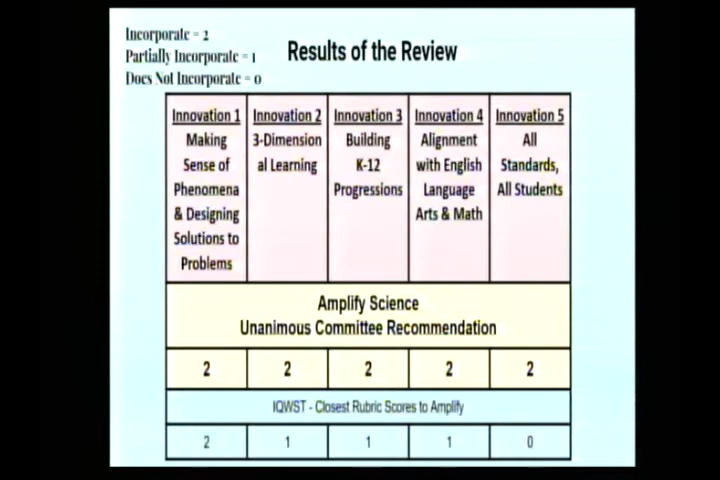 Incorporate = 2
Partially Incorporate = 1
Does Not Incorporate = 0
Results of the Review
Innovation 1
Making
Sense of
Phenomena
& Designing
Solutions to
Problems
Innovation 2
3-Dimension
al Learning
Innovation 3
Building
K-12
Progressions
Innovation 4
Alignment
with English
Language
Arts & Math
Innovation 5
All
Standards,
All Students
Amplify Science
Unanimous Committee Recommendation
2 2 2 2 2
IQWST - Closest Rubric Scores to Amplify
2 1 1 1 0